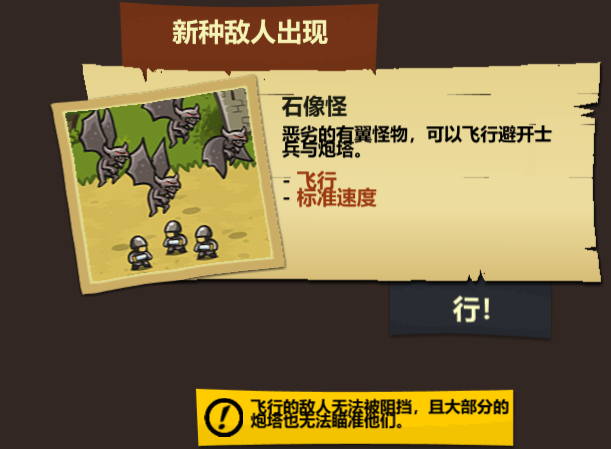 新种敌人出现
石像怪
恶劣的有翼怪物，可以飞行避开士
兵与炮塔。
- 飞行
- 标准速度
行！
飞行的敌人无法被阻挡，且大部分的
炮塔也无法瞄准他们。